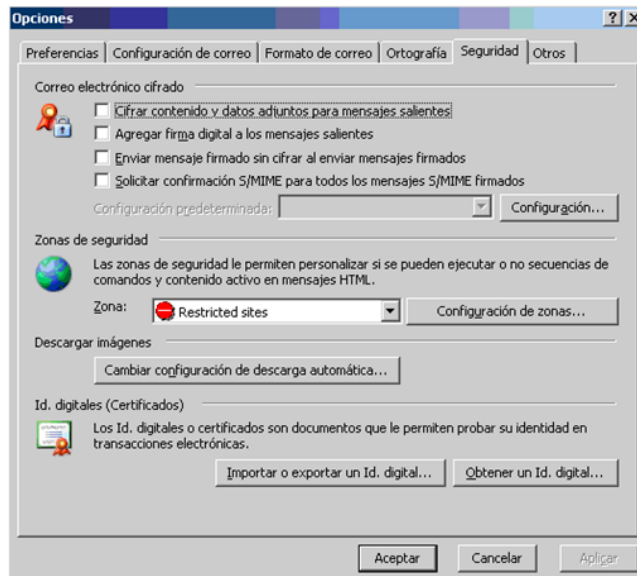 Opciones
Preferencias Configuración de correo Formato de correo Ortografía Seguridad Otros
Correo electrónico cifrado
Cifrar contenido y datos adjuntos para mensajes salientes
Agregar firma digital a los mensajes salientes
Enviar mensaje firmado sin cifrar al enviar mensajes firmados
Solicitar confirmación S/MIME para todos los mensajes S/MIME firmados
Configuración predeterminada: Configuración...
Zonas de seguridad
Las zonas de seguridad le permiten personalizar si se pueden ejecutar o no secuencias de
comandos y contenido activo en mensajes HTML.
Zona: Restricted sites Configuración de zonas...
Descargar imágenes
Cambiar configuración de descarga automática...
Id. digitales (Certificados)
Los Id. digitales o certificados son documentos que le permiten probar su identidad en
transacciones electrónicas.
Importar o exportar un Id. digital... Obtener un Id. digital...
Aceptar Cancelar Aplicar